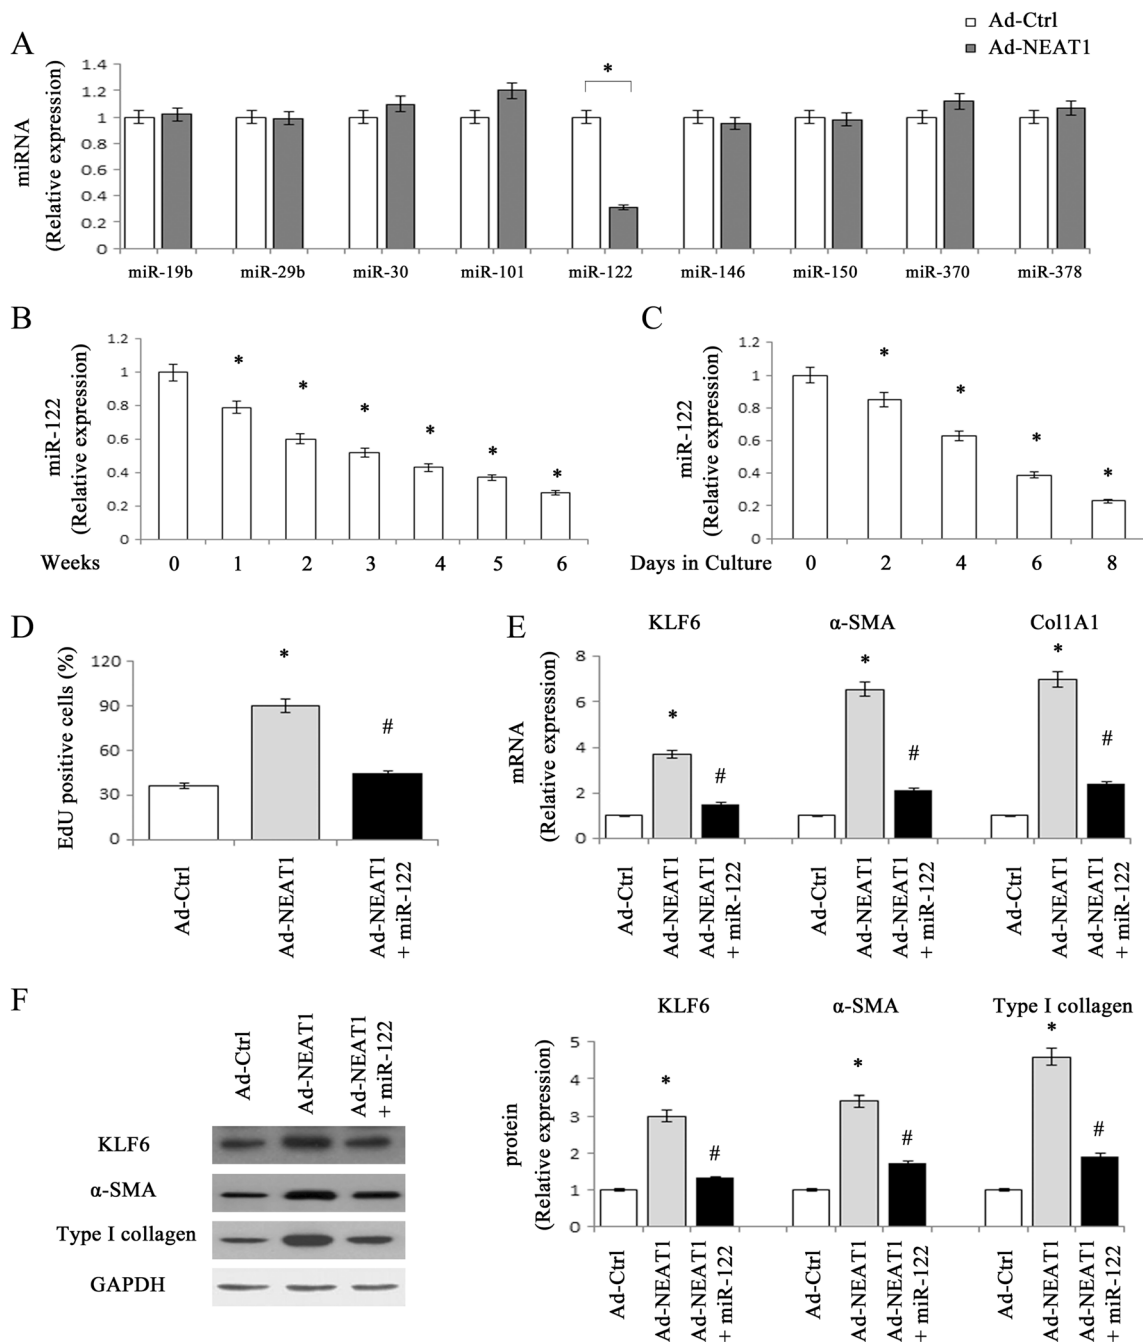 Ad-Ctrl
Ad-NEAT1
A
miRNA
(Relative expression)
1.4
1.2
1
0.8
0.6
0.4
0.2
0
*
miR-19b miR-29b miR-30 miR-101 miR-122 miR-146 miR-150 miR-370 miR-378
B
miR-122
(Relative expression)
1.2
1
0.8
0.6
0.4
0.2
0
* * * * * *
Weeks 0 1 2 3 4 5 6
C
miR-122
(Relative expression)
1.2
1
0.8
0.6
0.4
0.2
0
* * * *
Days in Culture 0 2 4 6 8
D
EdU positive cells (%)
120
90
60
30
0
* #
Ad-Ctrl
Ad-NEAT1
Ad-NEAT1
+ miR-122
E
KLF6 α-SMA Col1A1
mRNA
(Relative expression)
8
6
4
2
0
* # * # * #
Ad-Ctrl
Ad-NEAT1
Ad-NEAT1
+ miR-122
Ad-Ctrl
Ad-NEAT1
Ad-NEAT1
+ miR-122
Ad-Ctrl
Ad-NEAT1
Ad-NEAT1
+ miR-122
F
Ad-Ctrl
Ad-NEAT1
Ad-NEAT1
+ miR-122
KLF6
α-SMA
Type I collagen
GAPDH
KLF6 α-SMA Type I collagen
protein
(Relative expression)
5
4
3
2
1
0
* # * # * #
Ad-Ctrl
Ad-NEAT1
Ad-NEAT1
+ miR-122
Ad-Ctrl
Ad-NEAT1
Ad-NEAT1
+ miR-122
Ad-Ctrl
Ad-NEAT1
Ad-NEAT1
+ miR-122